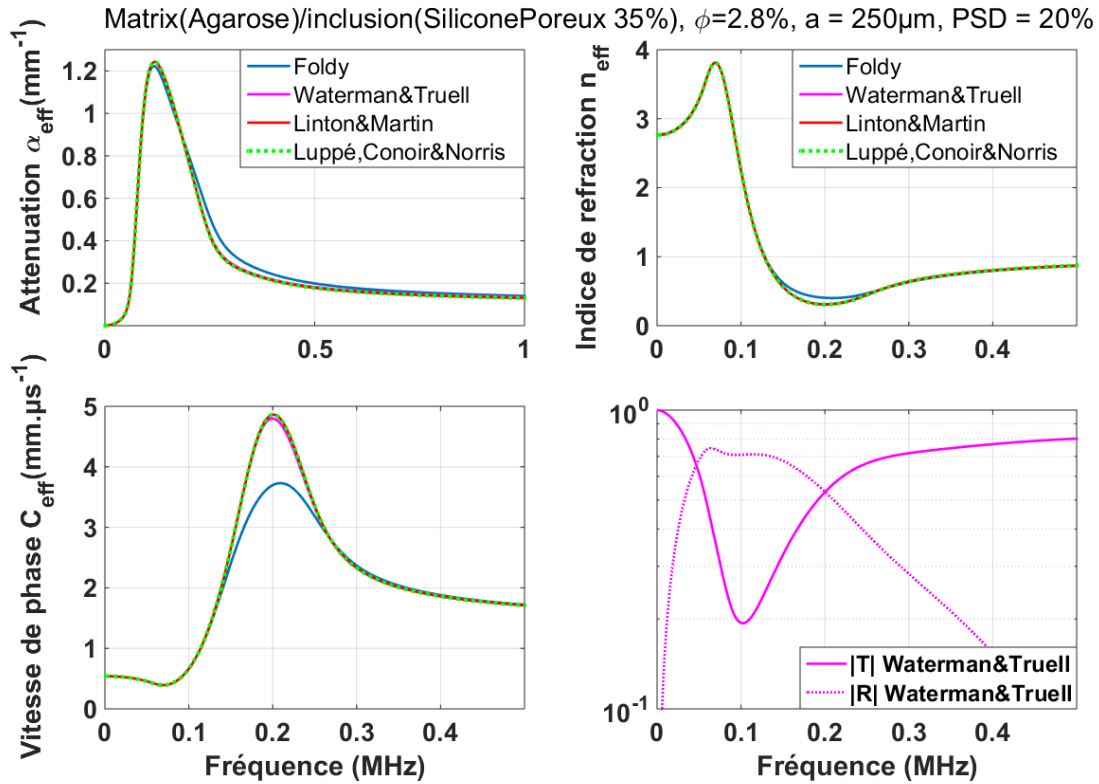 Matrix(Agarose)/inclusion(SiliconePoreux 35%), ϕ=2.8%, a = 250µm, PSD = 20%
Attenuation α_eff(mm⁻¹)
1.2
1
0.8
0.6
0.4
0.2
0
0.5
1
Foldy
Waterman&Truell
Linton&Martin
Luppé,Conoir&Norris
Indice de refraction n_eff
4
3
2
1
0
0
0.1
0.2
0.3
0.4
Foldy
Waterman&Truell
Linton&Martin
Luppé,Conoir&Norris
Vitesse de phase C_eff(mm.µs⁻¹)
5
4
3
2
1
0
0
0.1
0.2
0.3
0.4
Fréquence (MHz)
10⁰
10⁻¹
|T| Waterman&Truell
|R| Waterman&Truell
0
0.1
0.2
0.3
0.4
Fréquence (MHz)